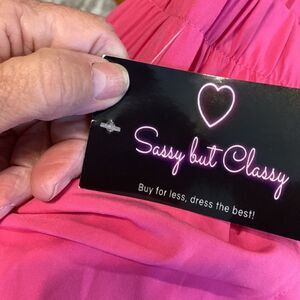 Sassy but Classy
Buy for less, dress the best!